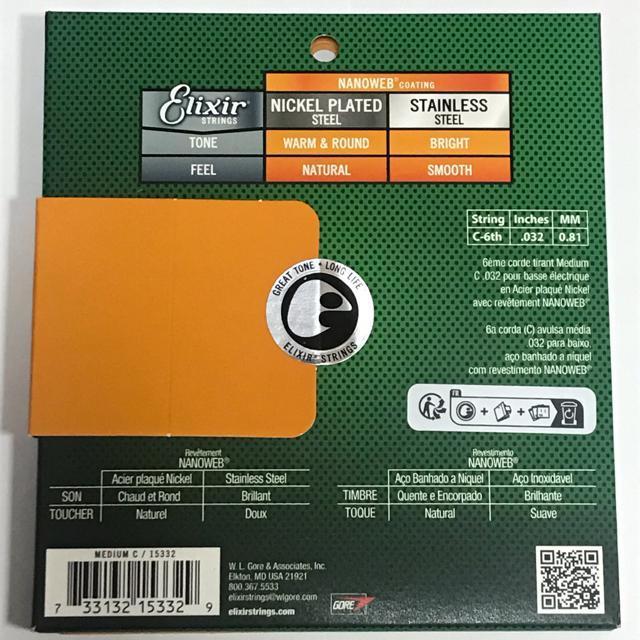 NANOWEB® COATING
Elixir STRINGS
NICKEL PLATED STEEL
STAINLESS STEEL
TONE WARM & ROUND BRIGHT
FEEL NATURAL SMOOTH
String Inches MM
C-6th .032 0.81
GREAT TONE • LONG LIFE
ELIXIR® STRINGS
6ème corde tirant Medium
C .032 pour basse électrique
en Acier plaqué Nickel
avec revêtement NANOWEB®
6a corda (C) avulsa média
.032 para baixo,
aço banhado a níquel
com revestimento NANOWEB®
FR
Revêtement
NANOWEB®
Acier plaqué Nickel Stainless Steel
SON Chaud et Rond Brillant
TOUCHER Naturel Doux
Revestimento
NANOWEB®
Aço Banhado a Níquel Aço Inoxidável
TIMBRE Quente e Encorpado Brilhante
TOQUE Natural Suave
MEDIUM C / 15332
7 33132 15332 9
W. L. Gore & Associates, Inc.
Elkton, MD USA 21921
800.367.5533
elixirstrings@wlgore.com
elixirstrings.com
GORE